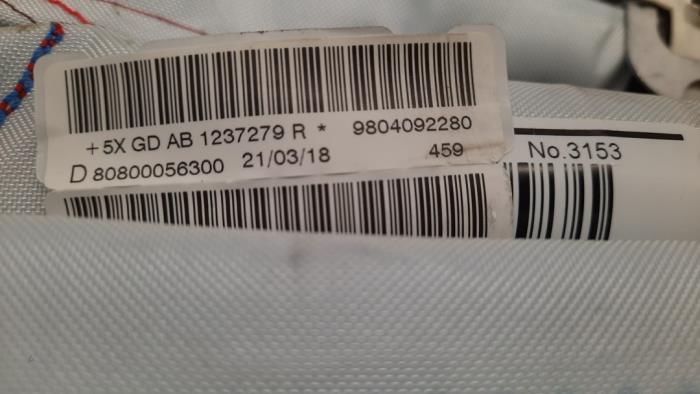 +5X GD AB 1237279 R * 9804092280
D 80800056300 21/03/18 459
No.3153